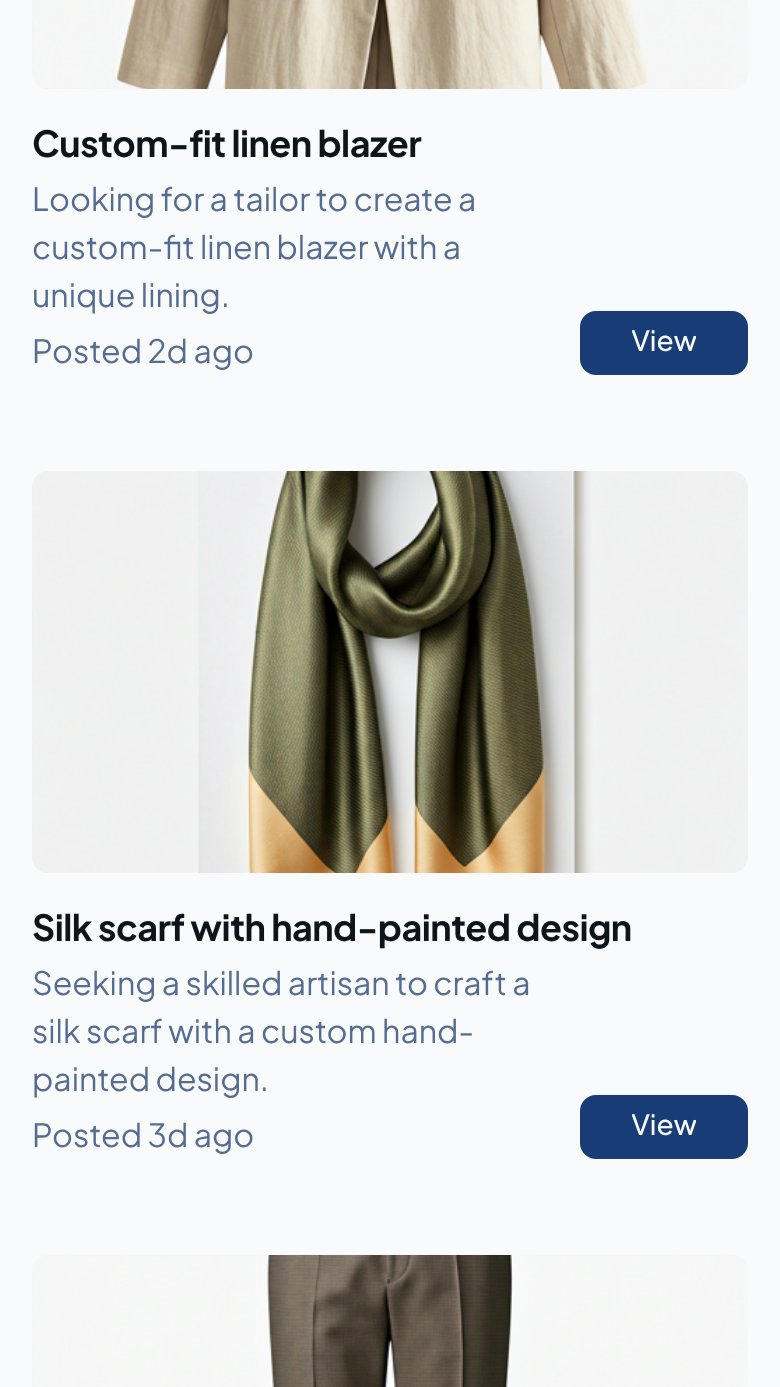 Custom-fit linen blazer
Looking for a tailor to create a
custom-fit linen blazer with a
unique lining.
Posted 2d ago
View
Silk scarf with hand-painted design
Seeking a skilled artisan to craft a
silk scarf with a custom hand-
painted design.
Posted 3d ago
View